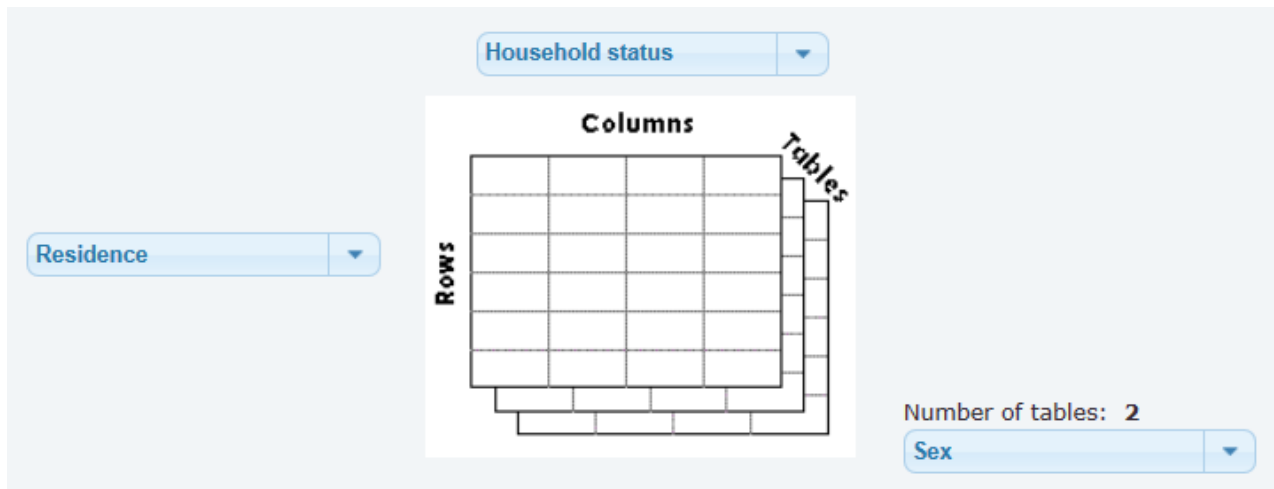 Household status
Columns
Tables
Rows
Residence
Number of tables: 2
Sex